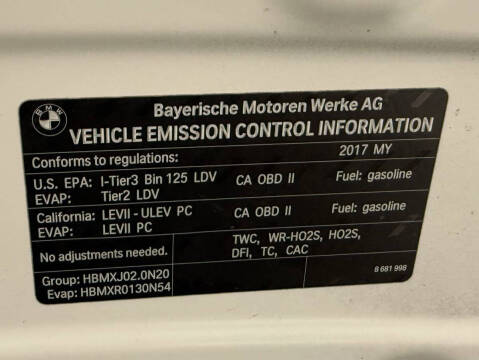 BMW
Bayerische Motoren Werke AG
VEHICLE EMISSION CONTROL INFORMATION
Conforms to regulations: 2017 MY
U.S. EPA: I-Tier3 Bin 125 LDV CA OBD II Fuel: gasoline
EVAP: Tier2 LDV
California: LEVII - ULEV PC CA OBD II Fuel: gasoline
EVAP: LEVII PC
No adjustments needed. TWC, WR-HO2S, HO2S,
DFI, TC, CAC
Group: HBMXJ02.0N20
Evap: HBMXR0130N54 8 681 998